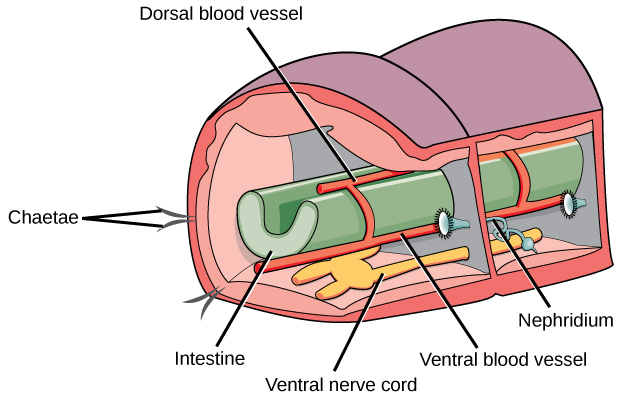 Dorsal blood vessel
Chaetae
Nephridium
Intestine
Ventral blood vessel
Ventral nerve cord